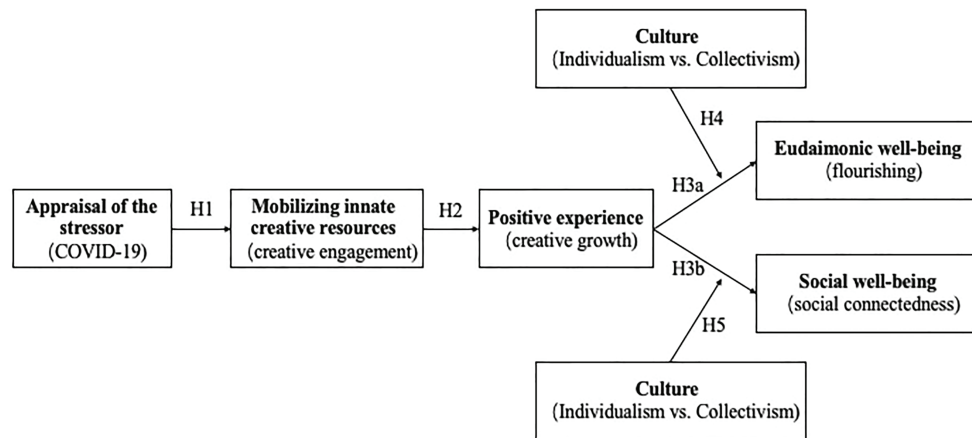 Culture
(Individualism vs. Collectivism)
H4
Eudaimonic well-being
(flourishing)
H3a
Appraisal of the
stressor
(COVID-19)
H1
Mobilizing innate
creative resources
(creative engagement)
H2
Positive experience
(creative growth)
H3b
Social well-being
(social connectedness)
H5
Culture
(Individualism vs. Collectivism)